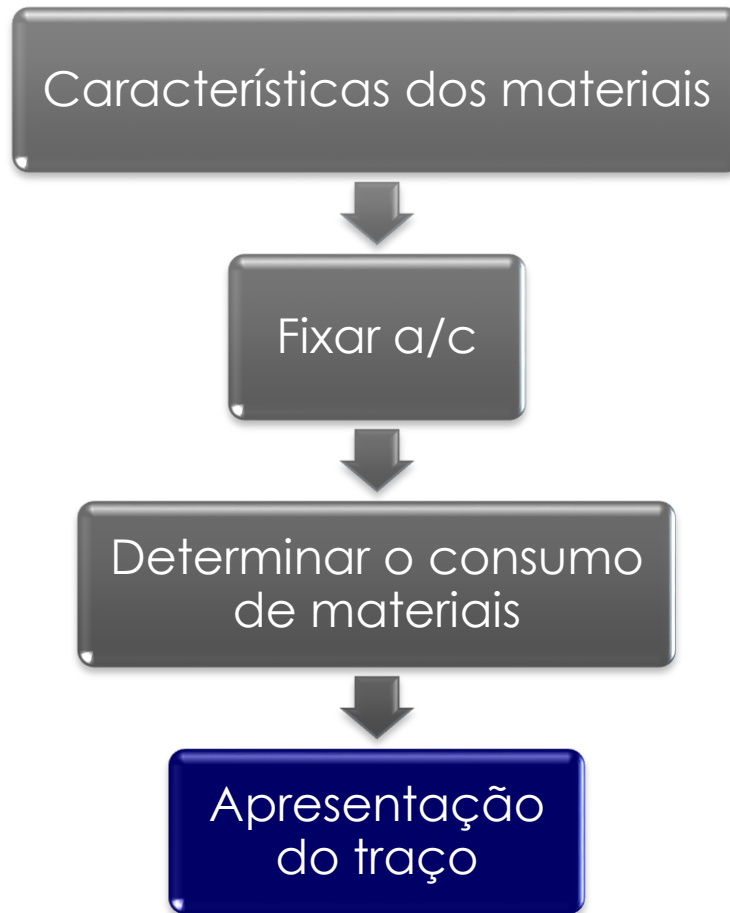 Características dos materiais
Fixar a/c
Determinar o consumo
de materiais
Apresentação
do traço